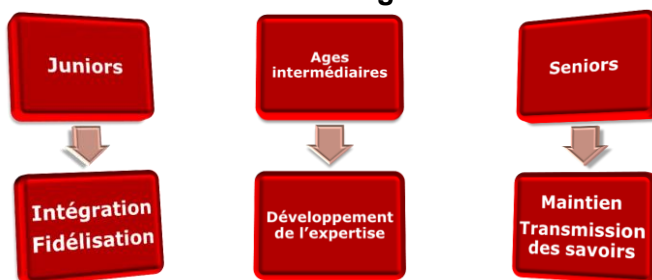 Juniors
Ages
intermédiaires
Seniors
Intégration
Fidélisation
Développement
de l'expertise
Maintien
Transmission
des savoirs